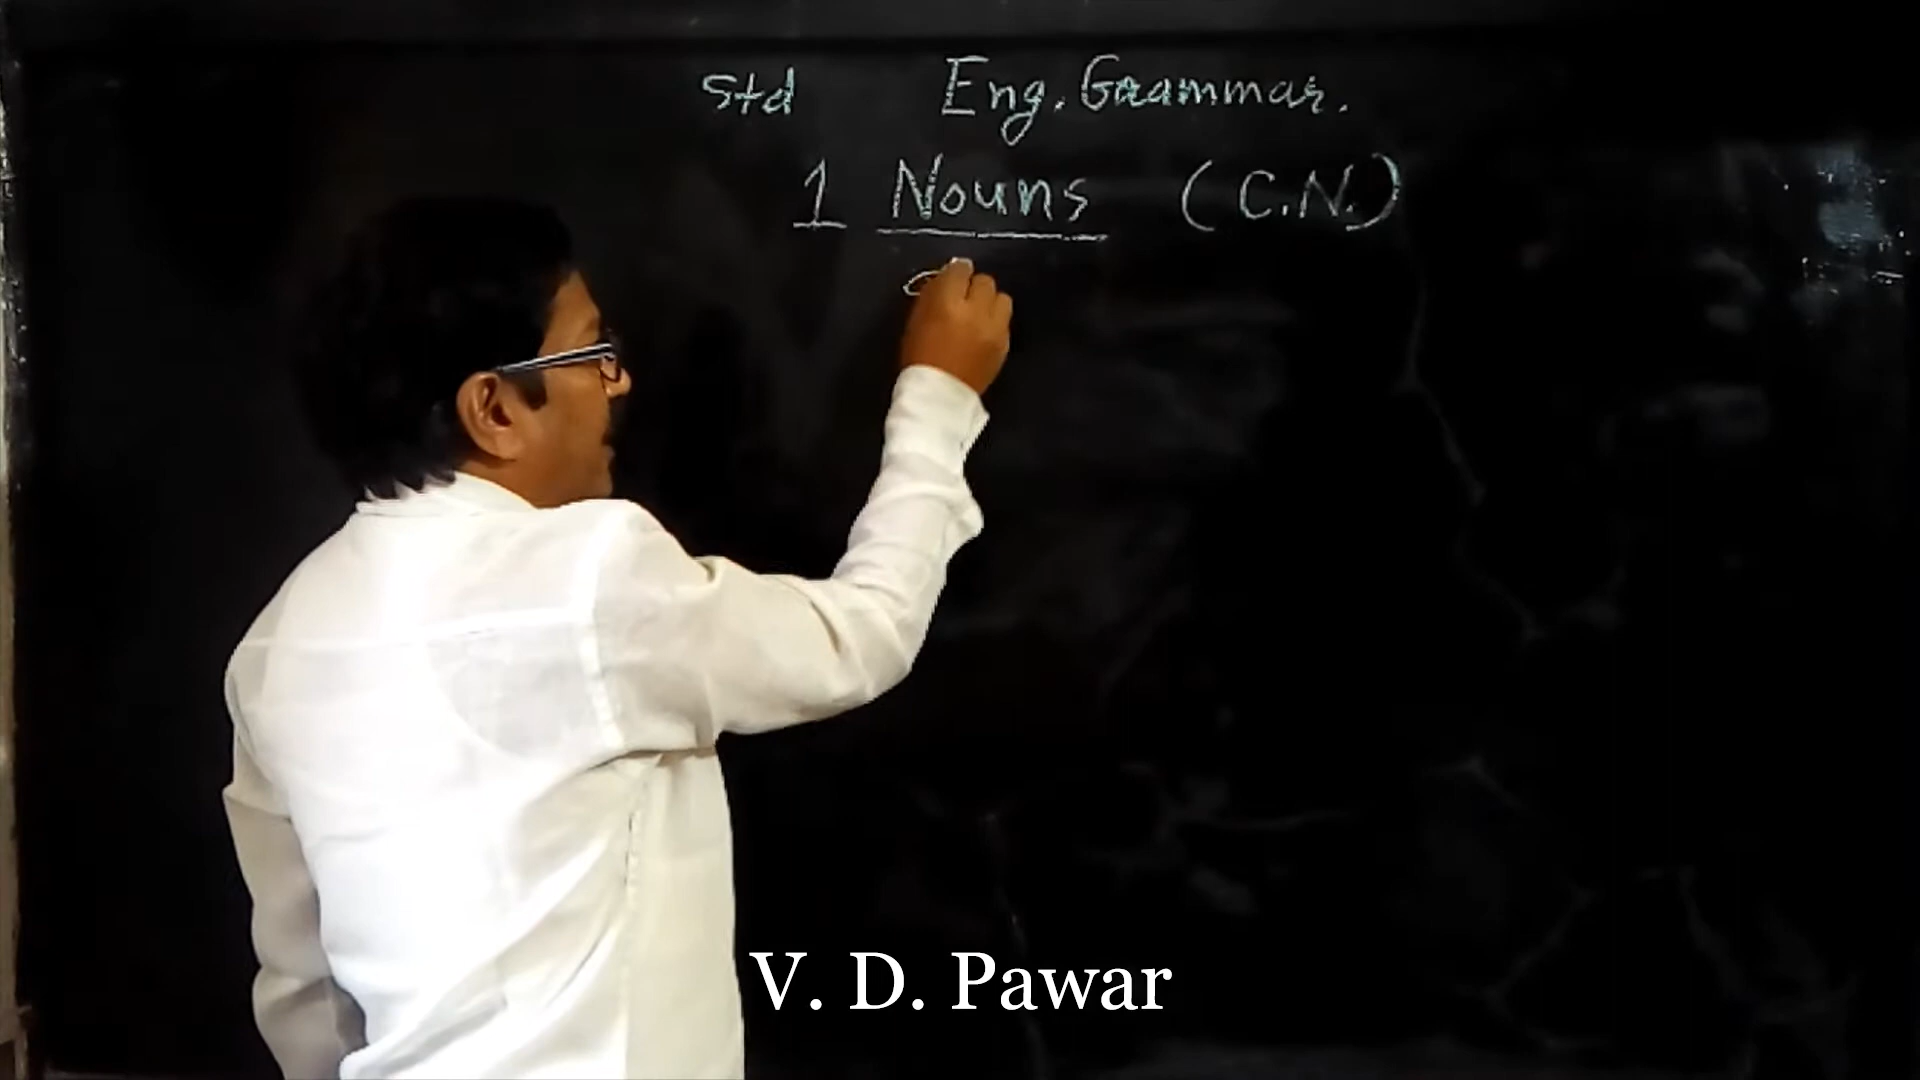 Std Eng. Grammar.
1 Nouns (C.N.)
V. D. Pawar